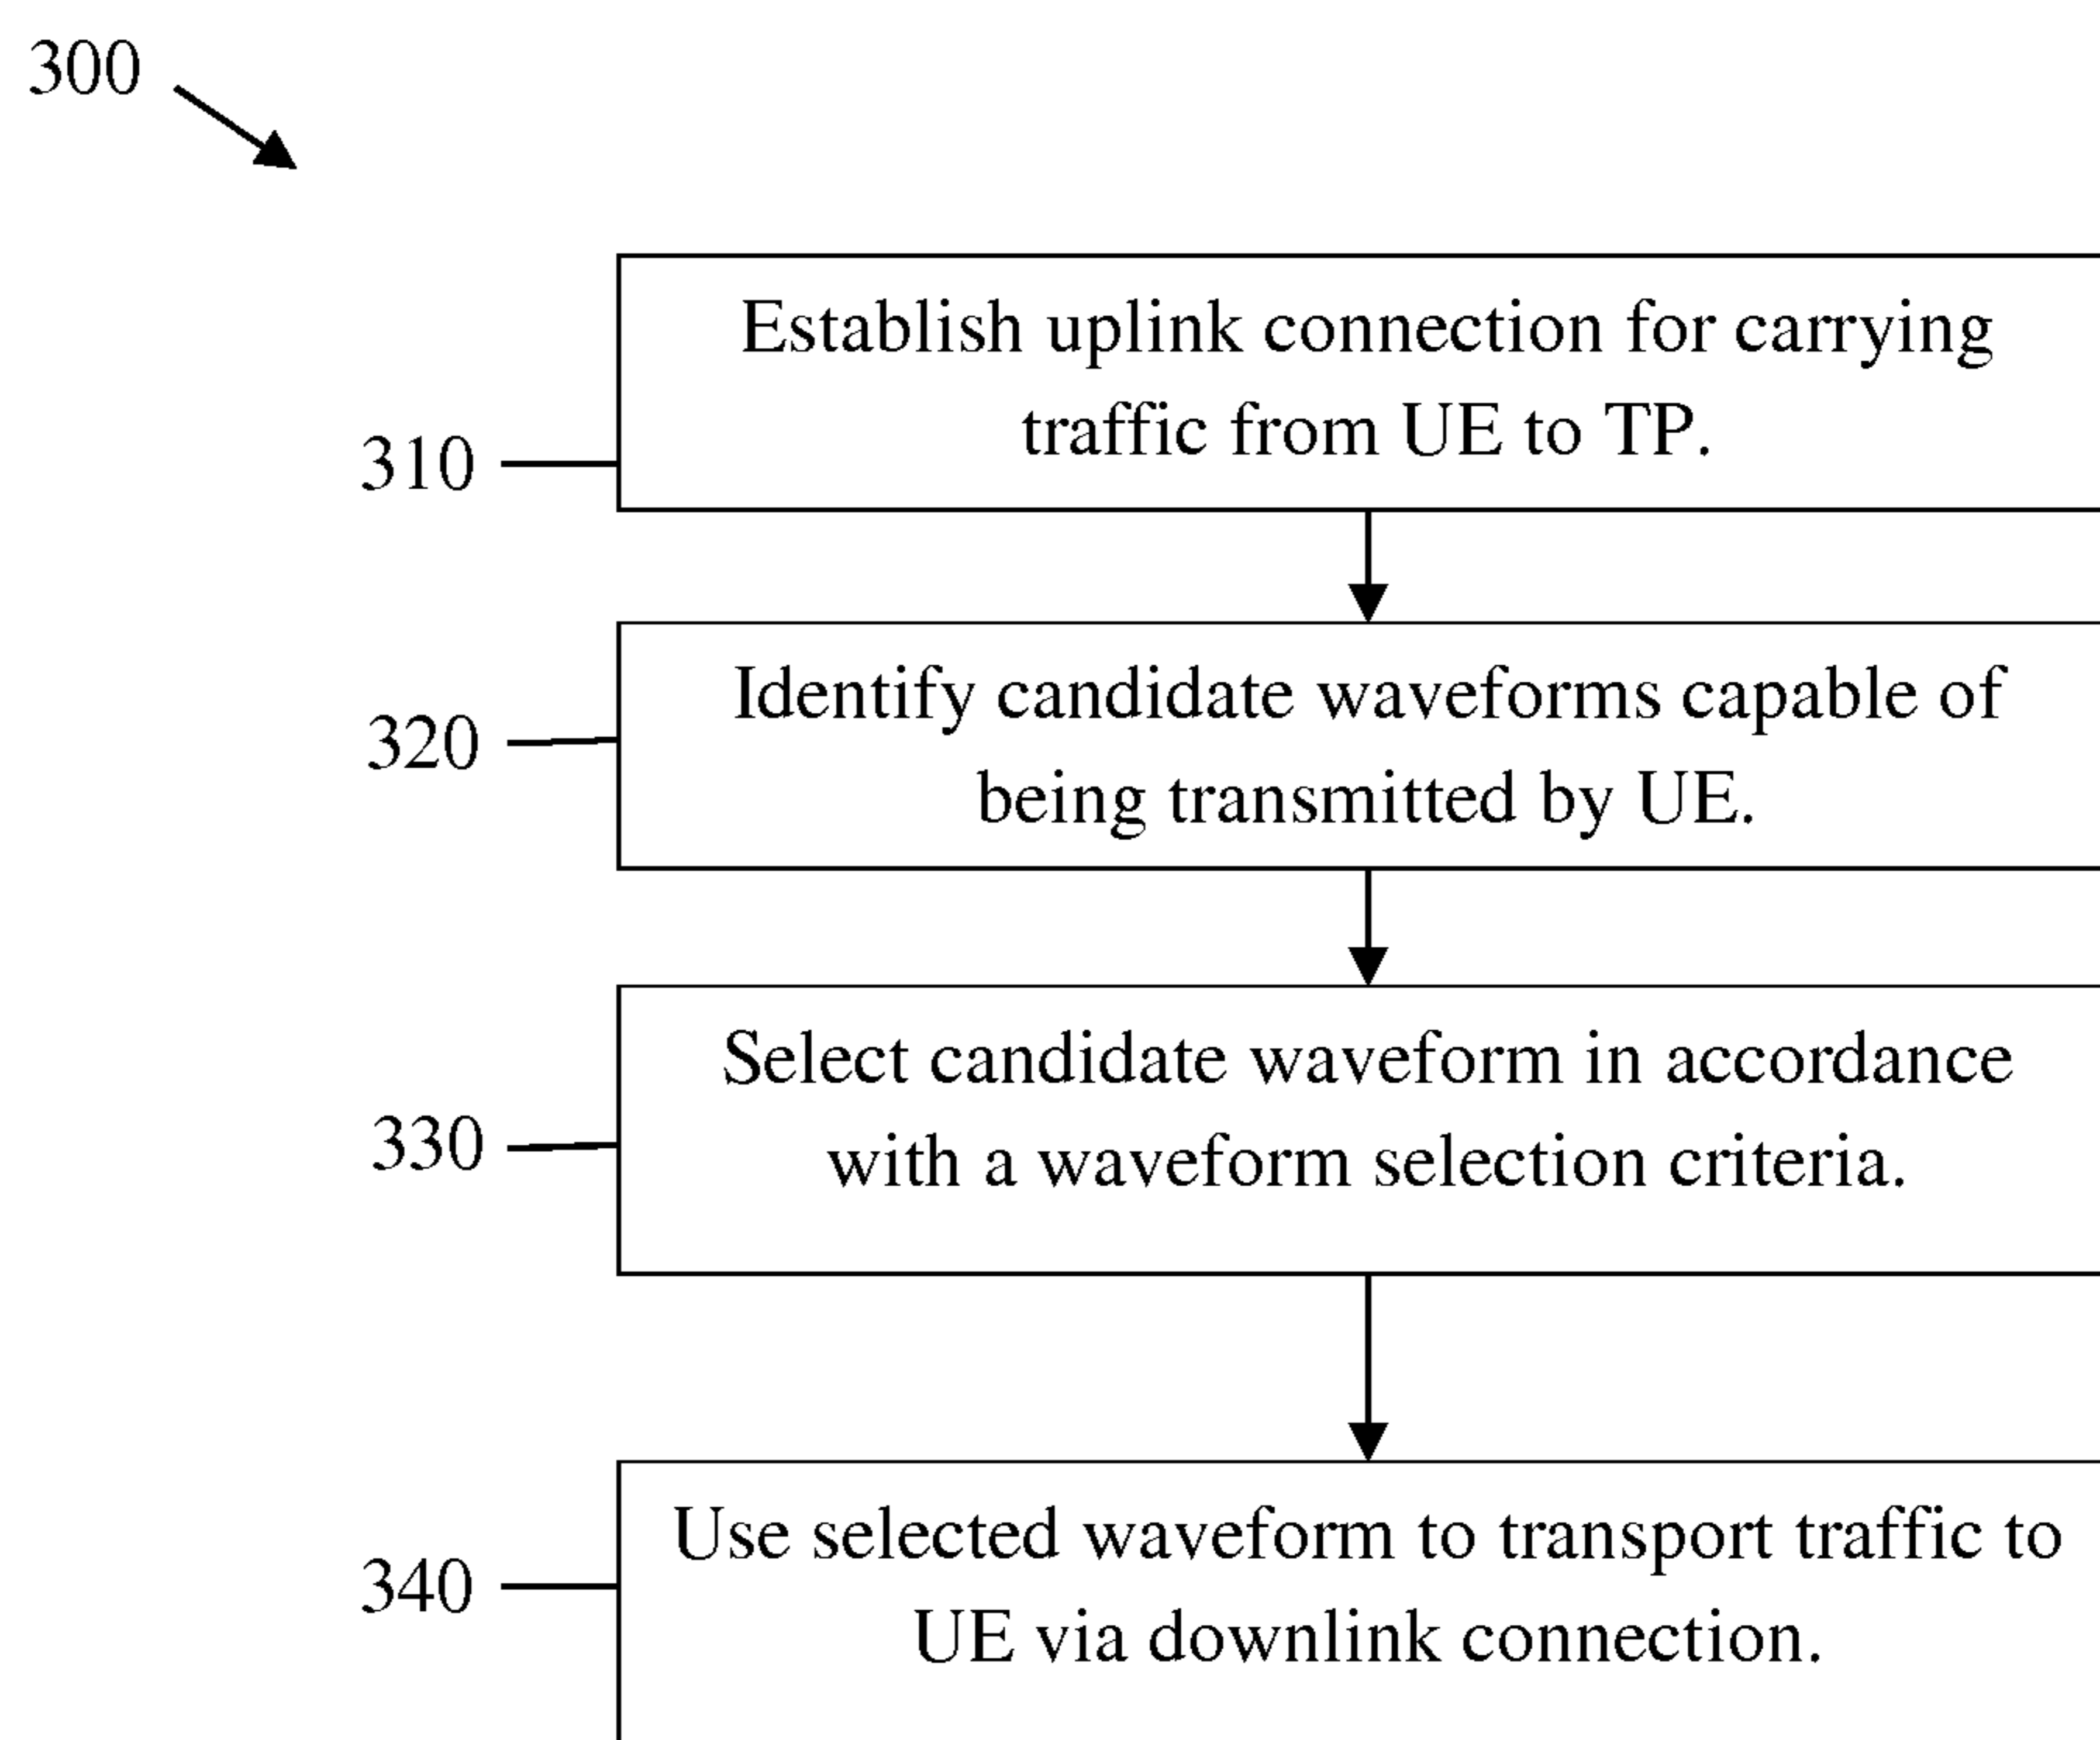 300
310
Establish uplink connection for carrying
traffic from UE to TP.
320
Identify candidate waveforms capable of
being transmitted by UE.
330
Select candidate waveform in accordance
with a waveform selection criteria.
340
Use selected waveform to transport traffic to
UE via downlink connection.